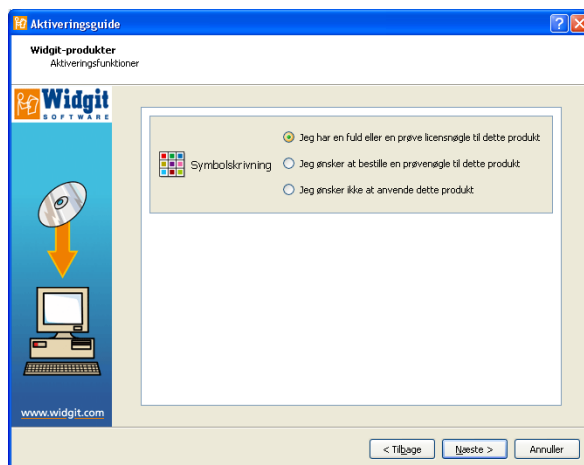 Aktiveringsguide
Widgit-produkter
Aktiveringsfunktioner
Widgit
SOFTWARE
Jeg har en fuld eller en prøve licensnøgle til dette produkt
Symbolskrivning
Jeg ønsker at bestille en prøvenøgle til dette produkt
Jeg ønsker ikke at anvende dette produkt
www.widgit.com
< Tilbage
Næste >
Annuller